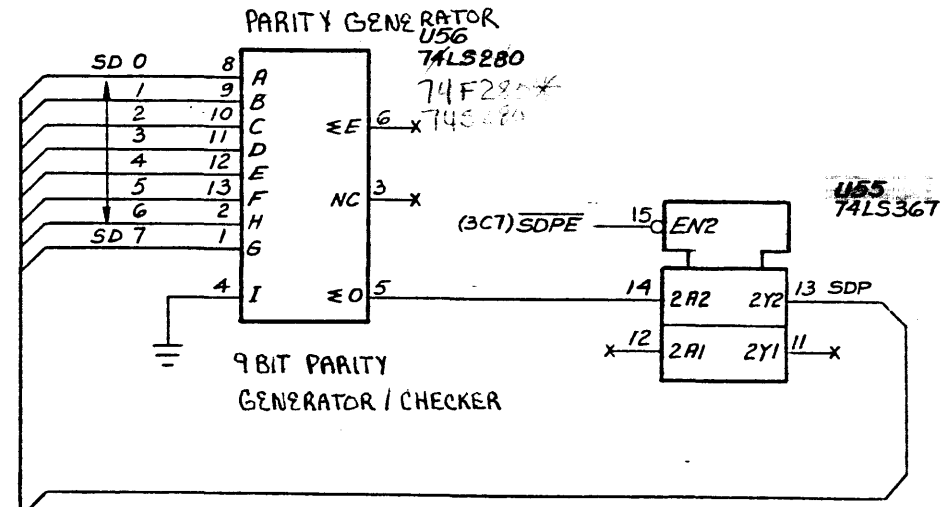 PARITY GENERATOR
U56
74LS280
74F280*
74S280
SD 0 8 A
1 9 B
2 10 C
3 11 D
4 12 E
5 13 F
6 2 H
SD 7 1 G
4 I
ΣE 6 x
NC 3 x
ΣO 5
9 BIT PARITY
GENERATOR / CHECKER
U55
74LS367
(3C7) SDPE 15 EN2
14 2A2 2Y2 13 SDP
x 12 2A1 2Y1 11 x